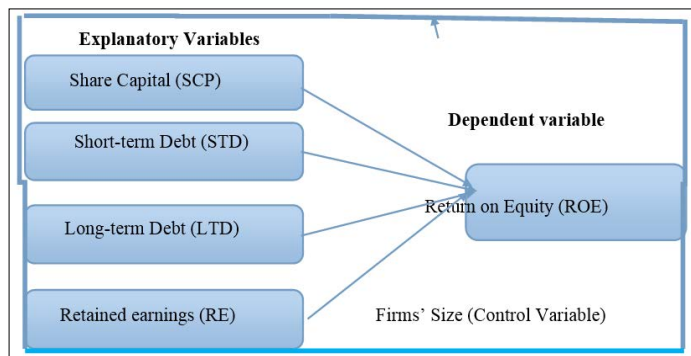 Explanatory Variables
Share Capital (SCP)
Short-term Debt (STD)
Long-term Debt (LTD)
Retained earnings (RE)
Dependent variable
Return on Equity (ROE)
Firms’ Size (Control Variable)